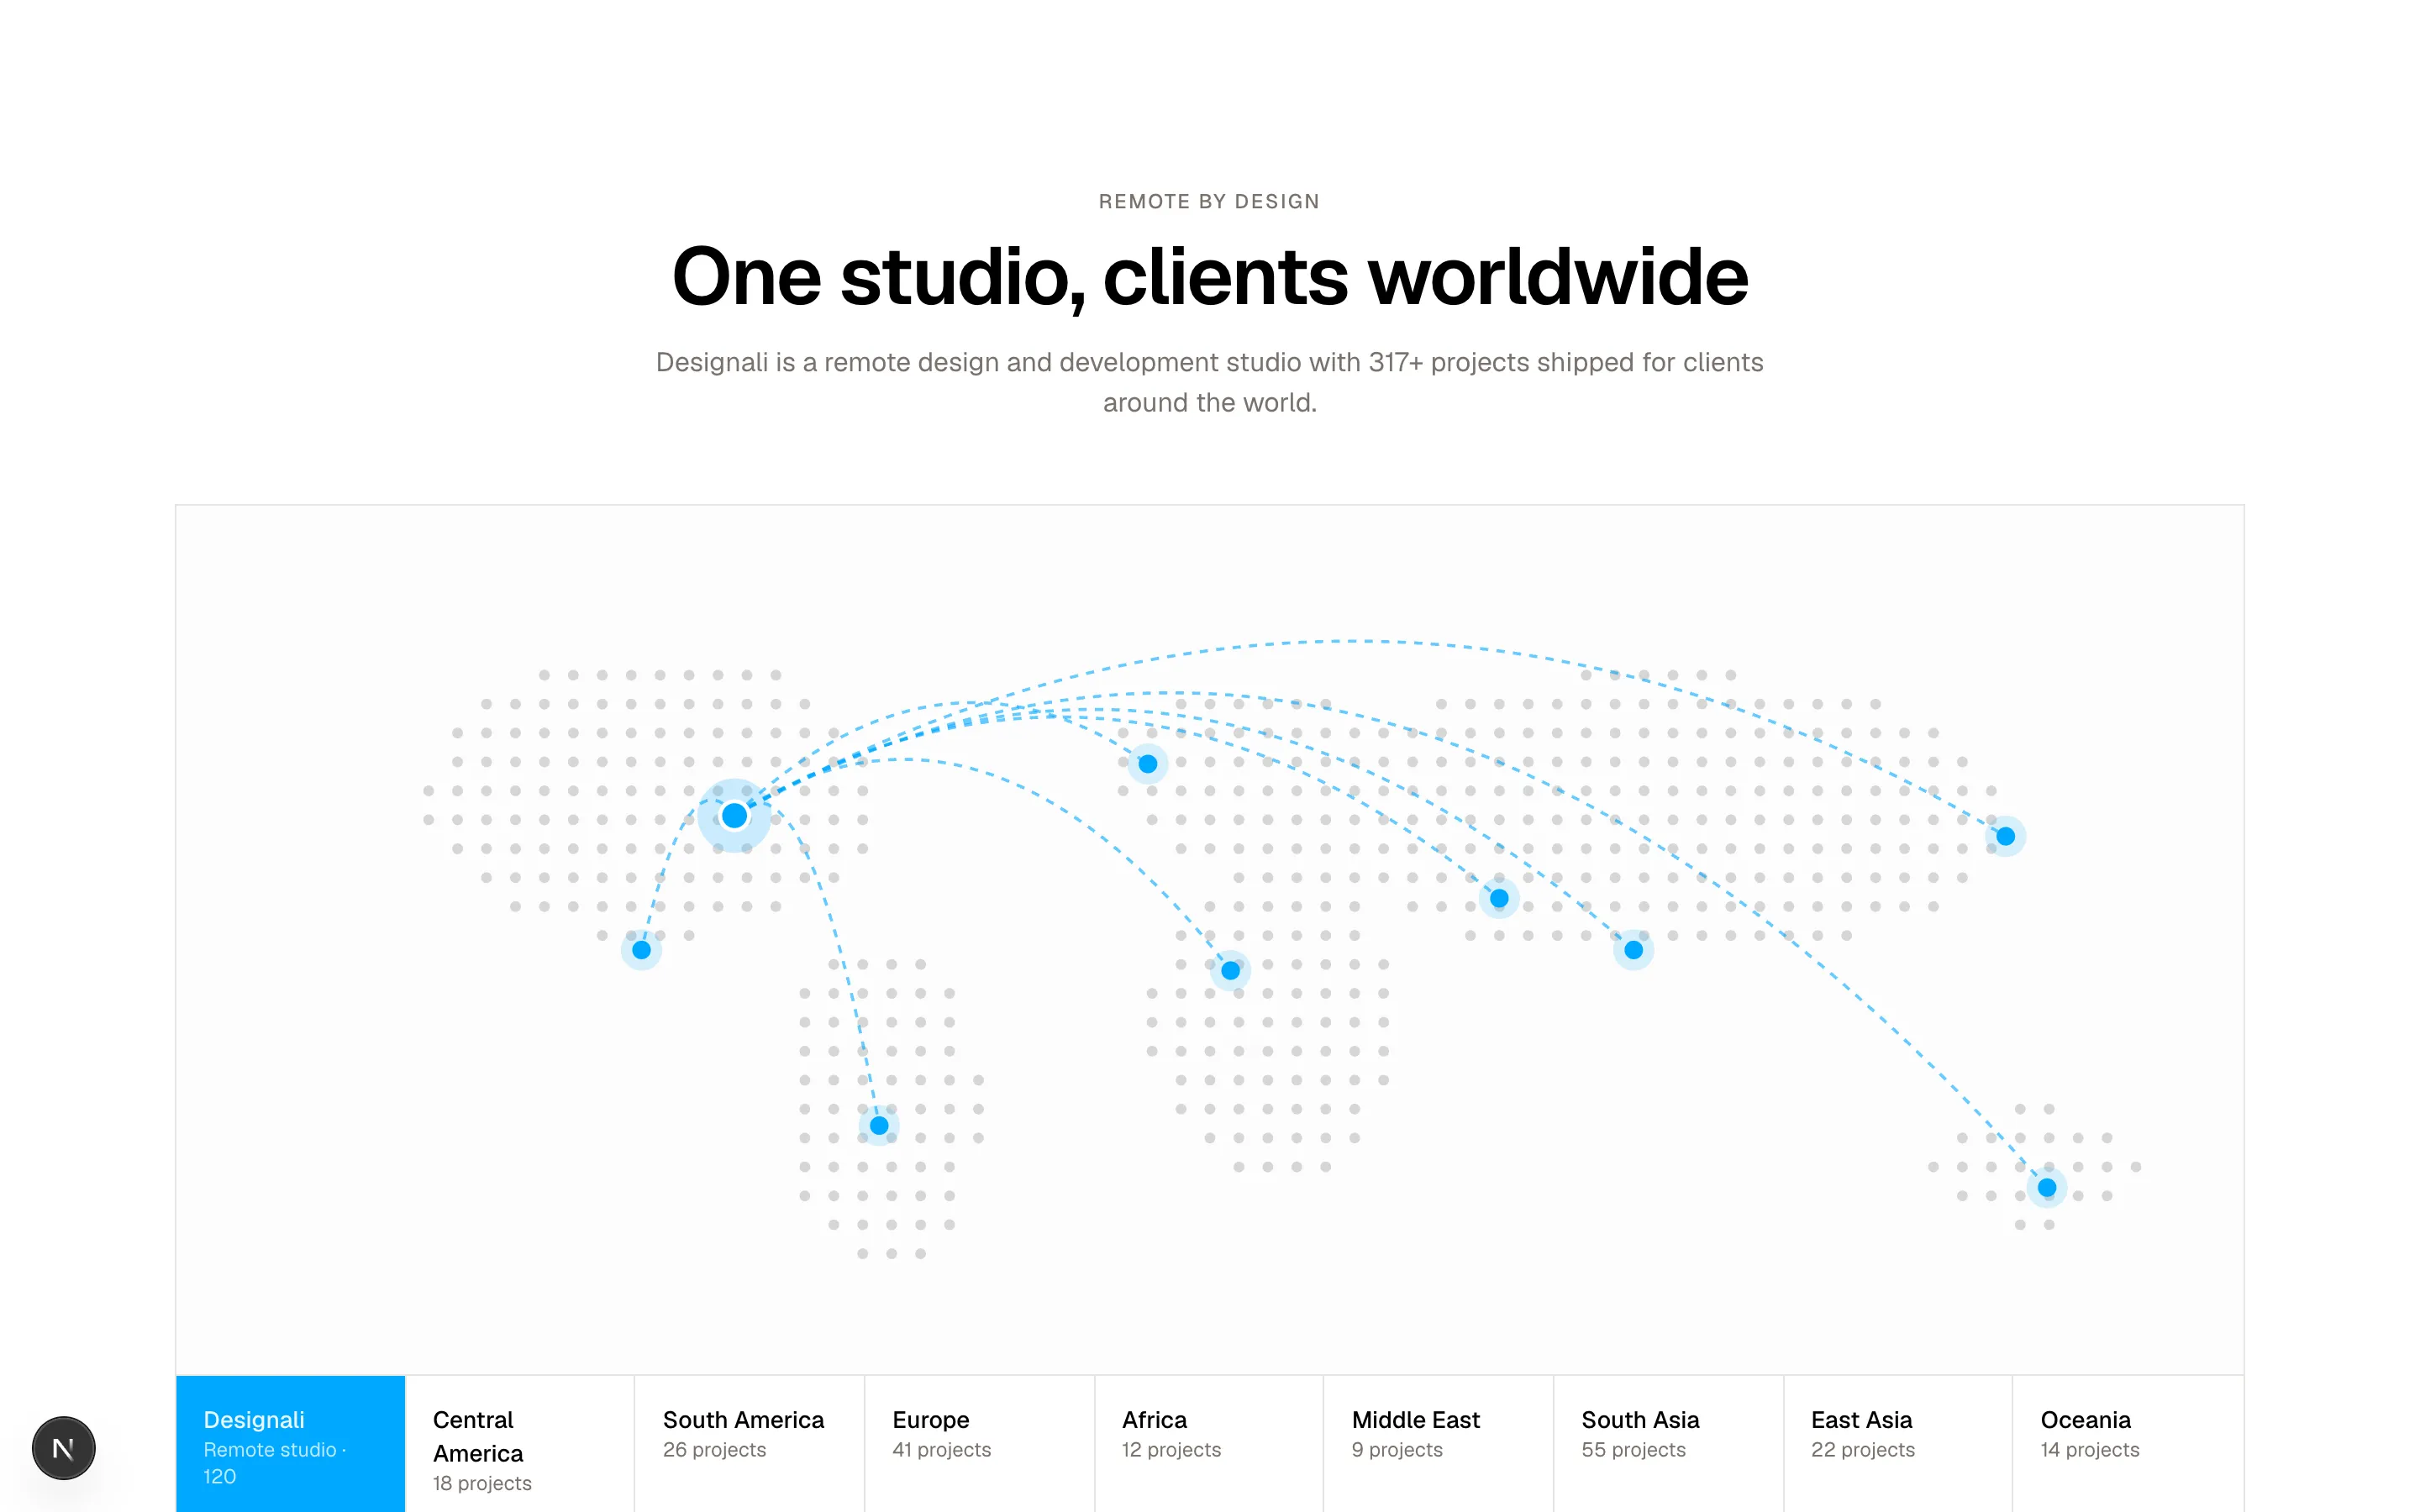 REMOTE BY DESIGN
One studio, clients worldwide
Designali is a remote design and development studio with 317+ projects shipped for clients
around the world.
Designali
Remote studio ·
120
Central
America
18 projects
South America
26 projects
Europe
41 projects
Africa
12 projects
Middle East
9 projects
South Asia
55 projects
East Asia
22 projects
Oceania
14 projects
N